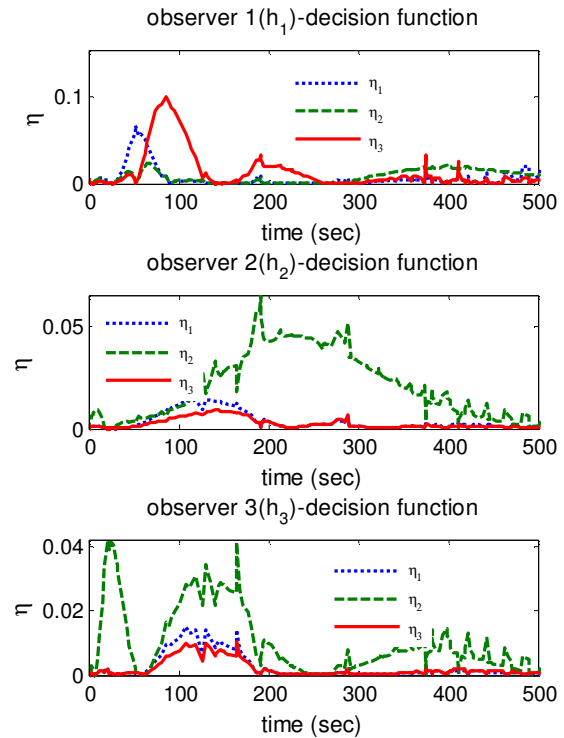 observer 1(h₁)-decision function
η
0.1
0
η₁
η₂
η₃
0 100 200 300 400 500
time (sec)
observer 2(h₂)-decision function
η
0.05
0
η₁
η₂
η₃
0 100 200 300 400 500
time (sec)
observer 3(h₃)-decision function
η
0.04
0.02
0
η₁
η₂
η₃
0 100 200 300 400 500
time (sec)